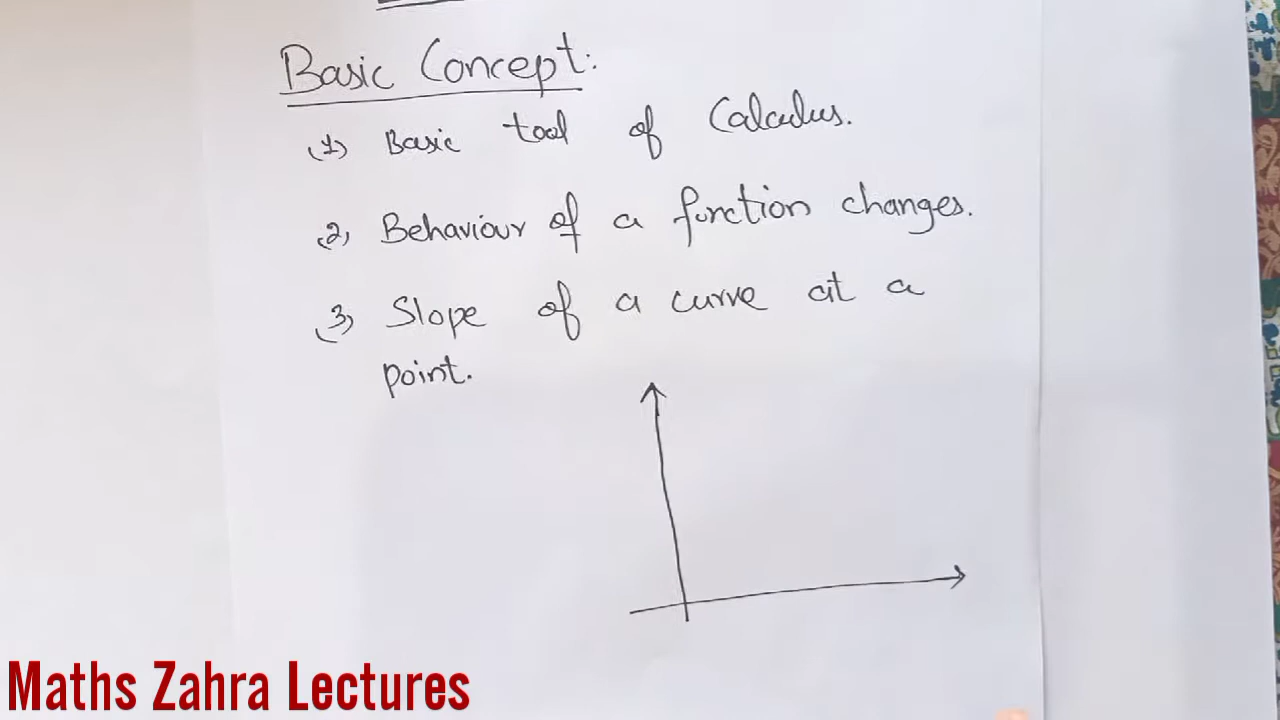 Basic Concept:
(1) Basic tool of Calculus.
(2) Behaviour of a function changes.
(3) Slope of a curve at a
point.
Maths Zahra Lectures